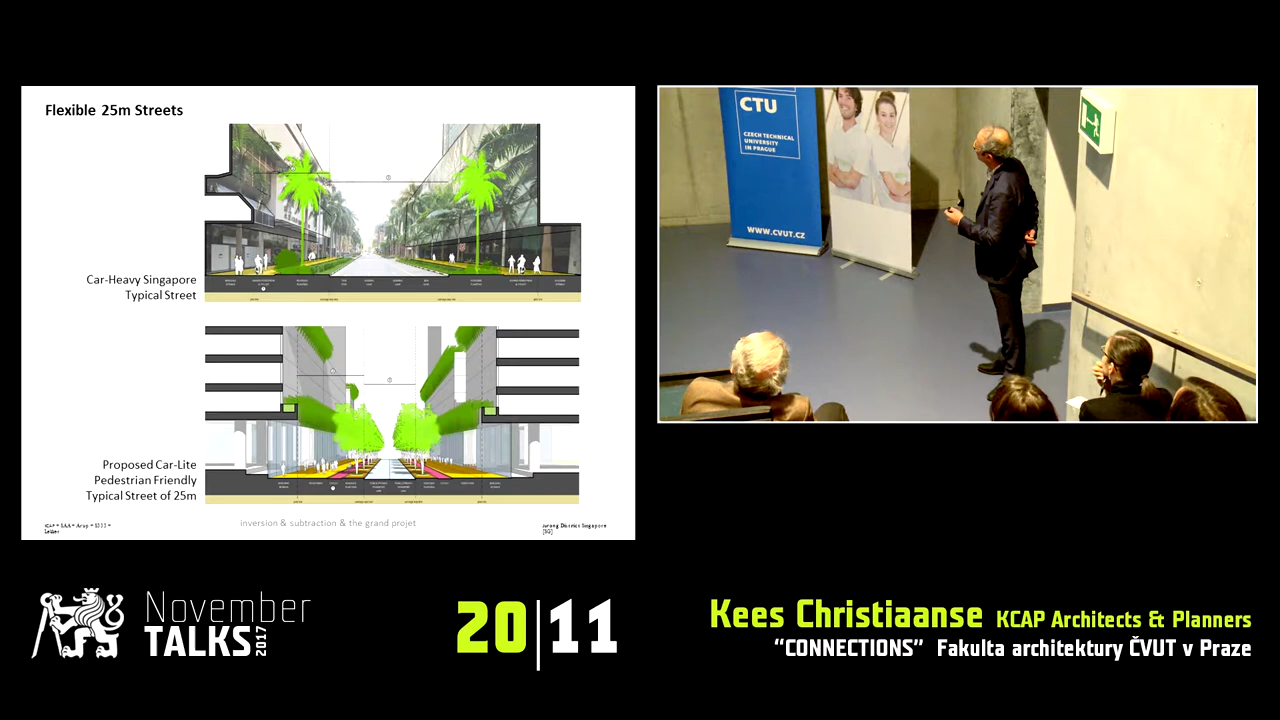 Flexible 25m Streets
Car-Heavy Singapore
Typical Street
Proposed Car-Lite
Pedestrian Friendly
Typical Street of 25m
inversion & subtraction & the grand projet
Jurong District Singapore
[SG]
CTU
CZECH TECHNICAL
UNIVERSITY
IN PRAGUE
WWW.CVUT.CZ
November
TALKS 2017
20|11
Kees Christiaanse KCAP Architects & Planners
“CONNECTIONS” Fakulta architektury ČVUT v Praze